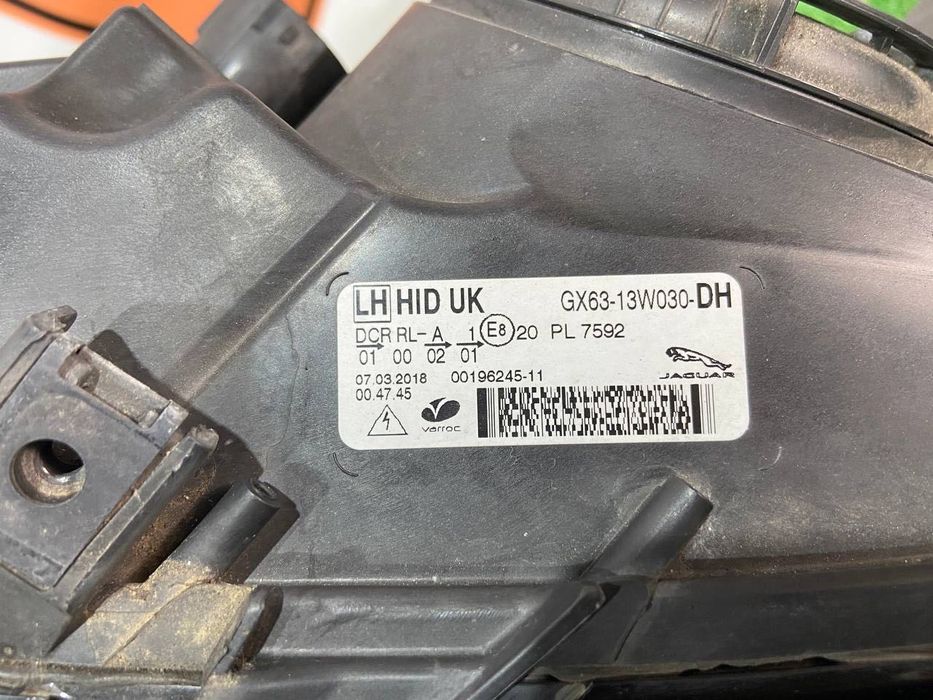 LH HID UK GX63-13W030-DH
DCR RL- A 1 E8 20 PL 7592
01 00 02 01
JAGUAR
07.03.2018 00196245-11
00.47.45
varroc